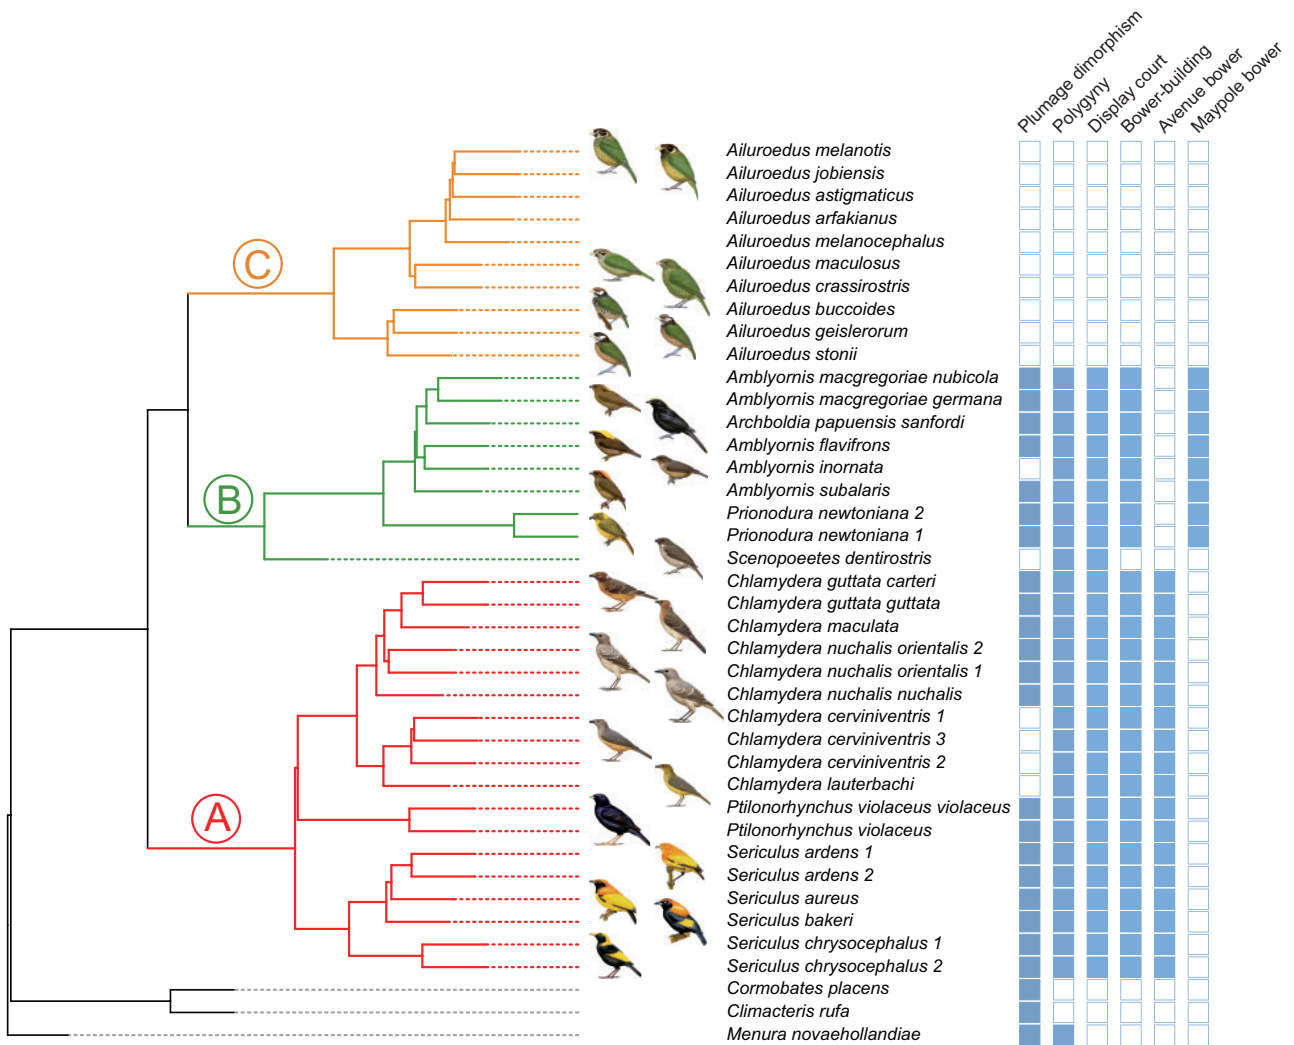 Plumage dimorphism
Polygyny
Display court
Bower-building
Avenue bower
Maypole bower
Ailuroedus melanotis
Ailuroedus jobiensis
Ailuroedus astigmaticus
Ailuroedus arfakianus
Ailuroedus melanocephalus
C
Ailuroedus maculosus
Ailuroedus crassirostris
Ailuroedus buccoides
Ailuroedus geislerorum
Ailuroedus stonii
Amblyornis macgregoriae nubicola
Amblyornis macgregoriae germana
Archboldia papuensis sanfordi
Amblyornis flavifrons
Amblyornis inornata
B
Amblyornis subalaris
Prionodura newtoniana 2
Prionodura newtoniana 1
Scenopoeetes dentirostris
Chlamydera guttata carteri
Chlamydera guttata guttata
Chlamydera maculata
Chlamydera nuchalis orientalis 2
Chlamydera nuchalis orientalis 1
Chlamydera nuchalis nuchalis
Chlamydera cerviniventris 1
Chlamydera cerviniventris 3
Chlamydera cerviniventris 2
Chlamydera lauterbachi
A
Ptilonorhynchus violaceus violaceus
Ptilonorhynchus violaceus
Sericulus ardens 1
Sericulus ardens 2
Sericulus aureus
Sericulus bakeri
Sericulus chrysocephalus 1
Sericulus chrysocephalus 2
Cormobates placens
Climacteris rufa
Menura novaehollandiae